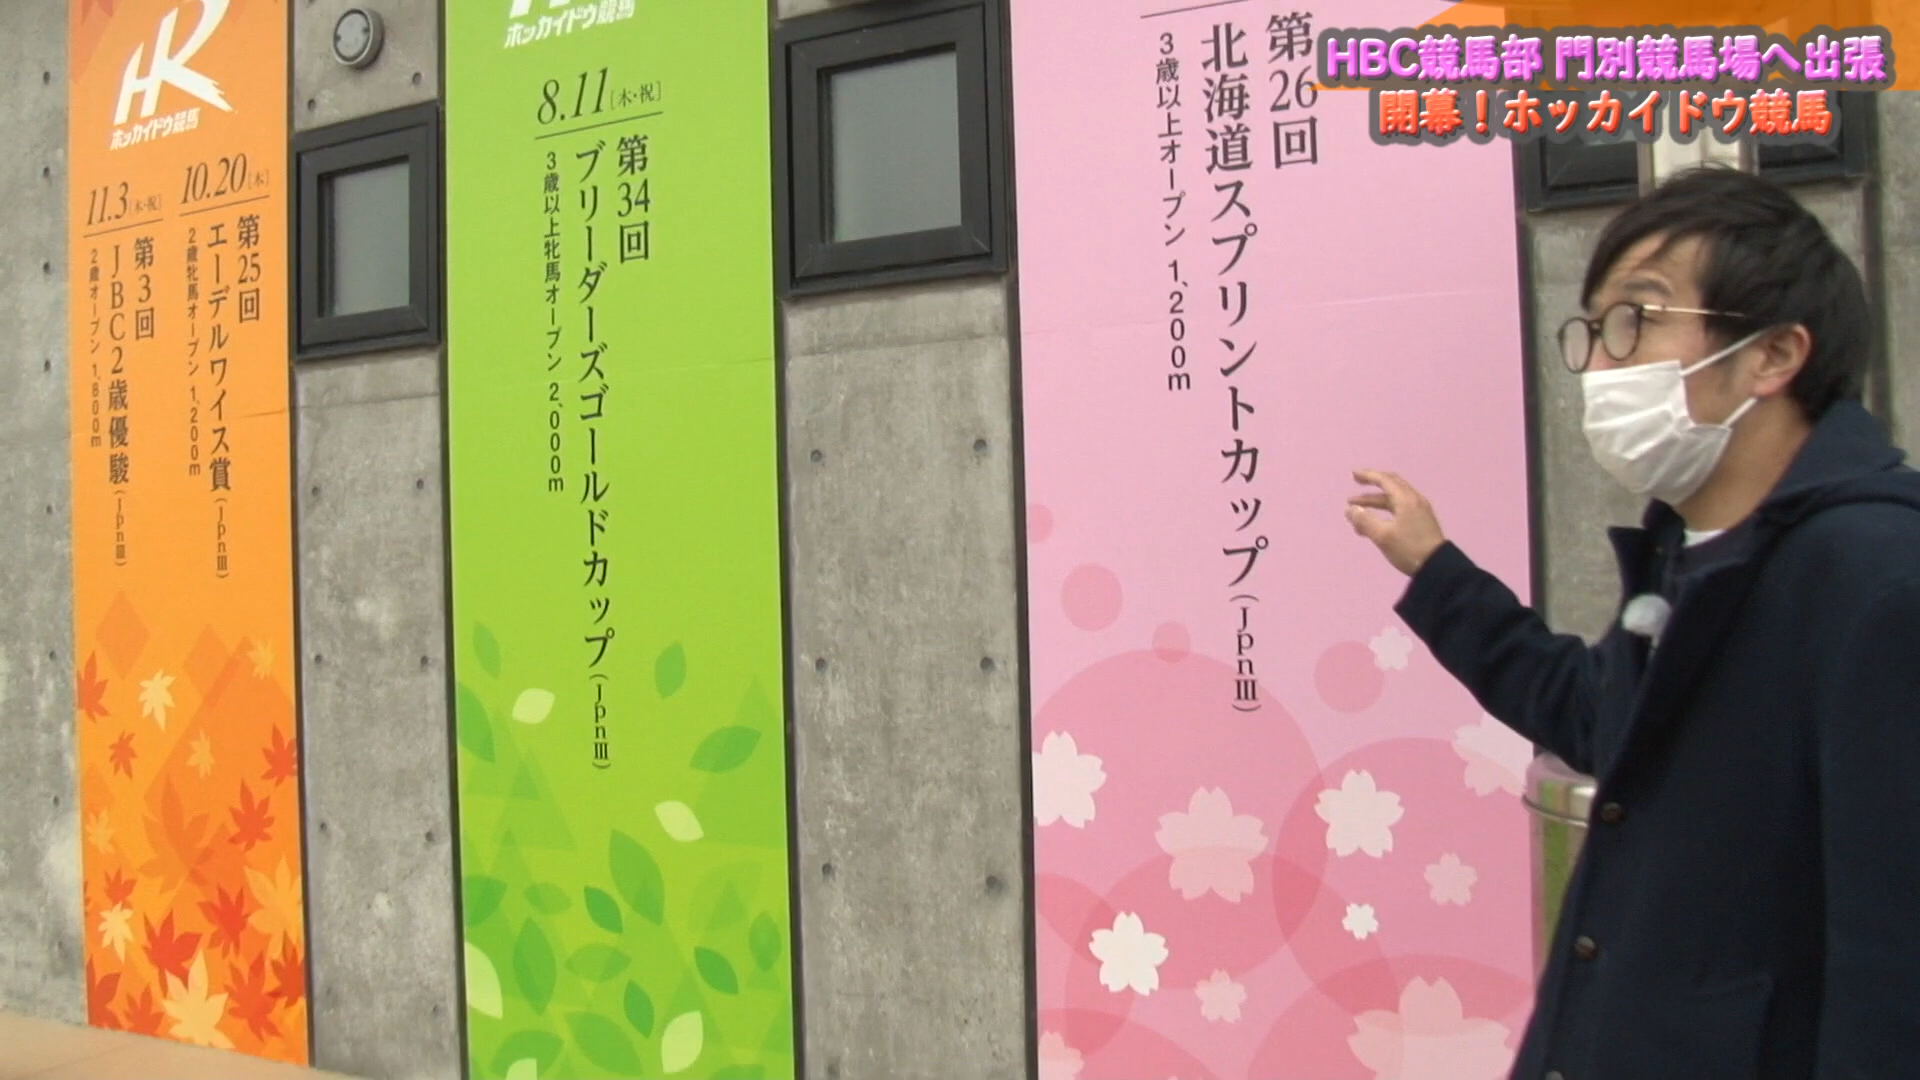 HBC競馬部 門別競馬場へ出張
開幕！ホッカイドウ競馬
第26回
北海道スプリントカップ（JpnⅢ）
3歳以上オープン 1,200m
ホッカイドウ競馬
8.11［木・祝］
第34回
ブリーダーズゴールドカップ（JpnⅢ）
3歳以上牝馬オープン 2,000m
HR
ホッカイドウ競馬
10.20［木］
第25回
エーデルワイス賞（JpnⅢ）
2歳牝馬オープン 1,200m
11.3［木・祝］
第3回
JBC2歳優駿（JpnⅢ）
2歳オープン 1,800m